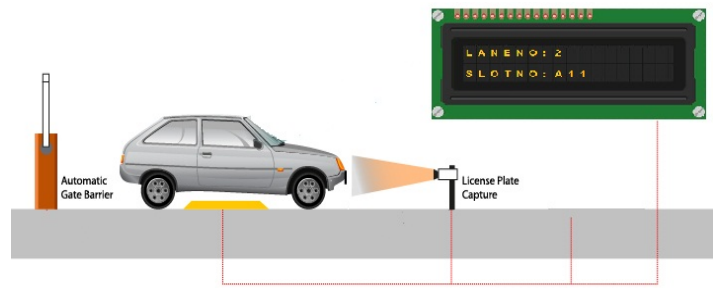 LANENO: 2
SLOTNO: A11
Automatic
Gate Barrier
License Plate
Capture